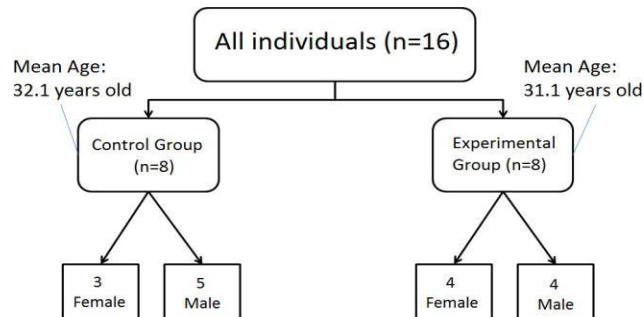 All individuals (n=16)
Mean Age:
32.1 years old
Mean Age:
31.1 years old
Control Group
(n=8)
Experimental
Group (n=8)
3
Female
5
Male
4
Female
4
Male